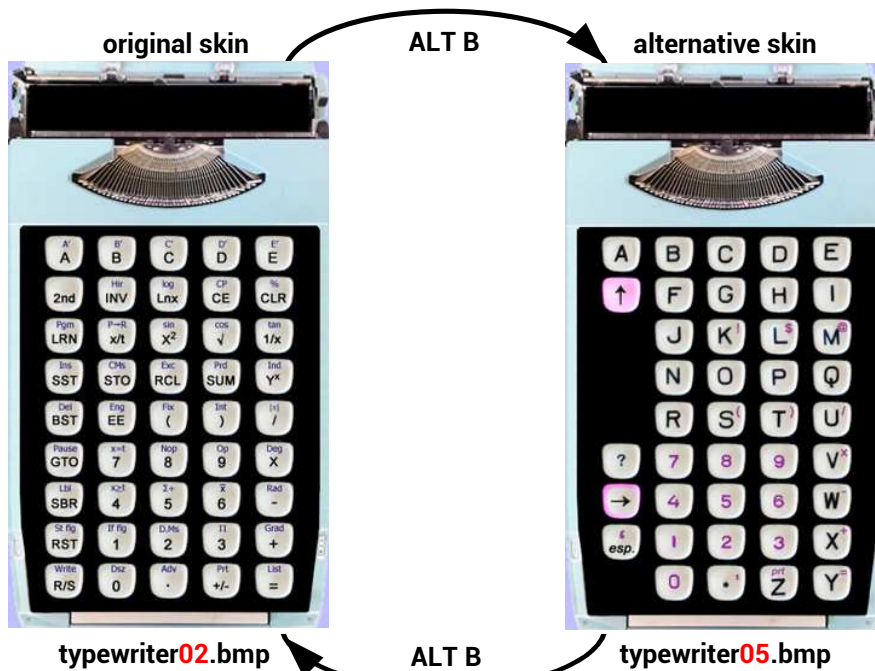 original skin ALT B alternative skin
A' B' C' D' E'
A B C D E
Hir log CP %
2nd INV Lnx CE CLR
Pgm P→R sin cos tan
LRN x/t X² √ 1/x
Ins CMs Exc Prd Ind
SST STO RCL SUM Yˣ
Del Eng Fix Int |x|
BST EE ( ) /
Pause x=t Nop Op Deg
GTO 7 8 9 X
Lbl x≥t Σ+ x̅ Rad
SBR 4 5 6 -
St flg If flg D.Ms Π Grad
RST 1 2 3 +
Write Dsz Adv Prt List
R/S 0 . +/- =
A B C D E
↑ F G H I
J K ! L $ M @
N O P Q
R S ( T ) U /
? 7 8 9 V x
→ 4 5 6 W -
esp. 1 2 3 X +
prt
0 . ' Z Y =
typewriter02.bmp ALT B typewriter05.bmp